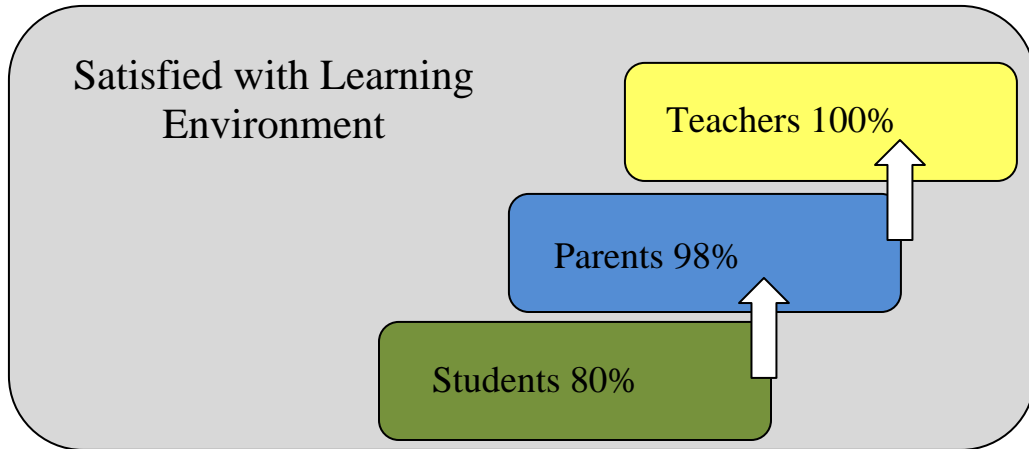 Satisfied with Learning
Environment
Teachers 100%
Parents 98%
Students 80%